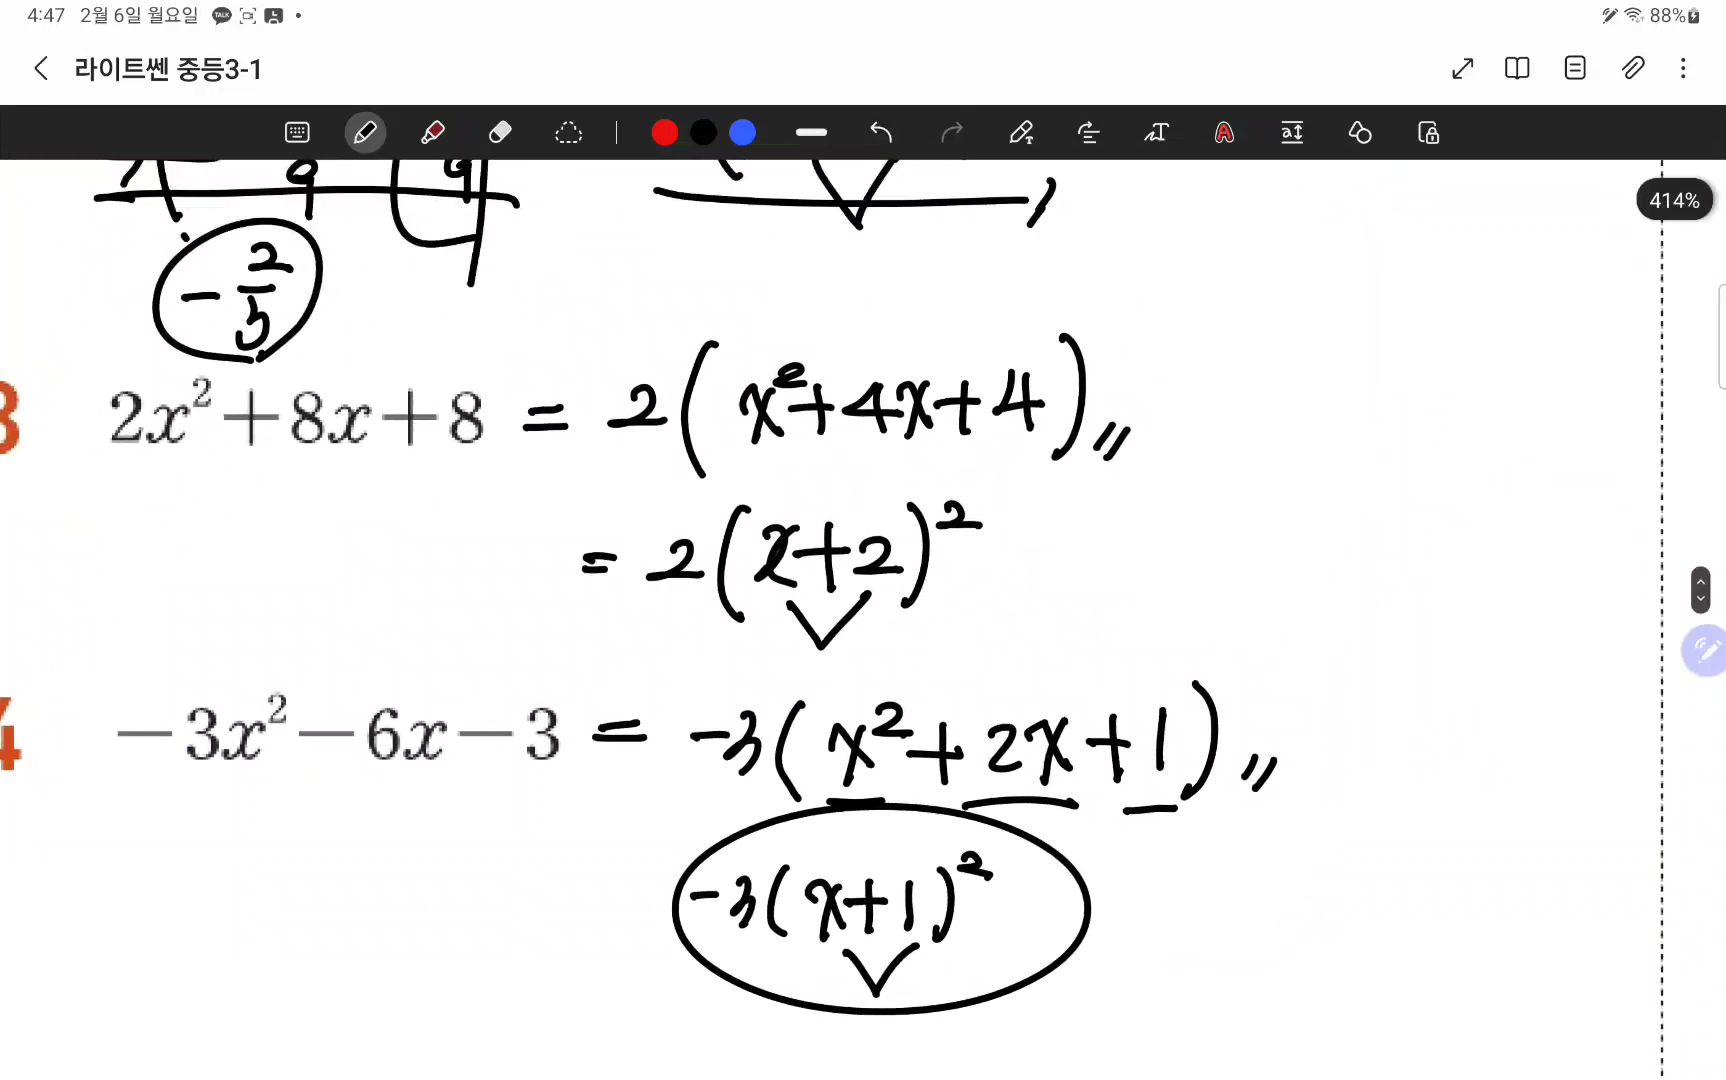 4:47 2월 6일 월요일 TALK 88%
라이트쎈 중등3-1
414%
- 2/5
3 2x² + 8x + 8 = 2(x² + 4x + 4)〃
= 2(x + 2)²
4 -3x² - 6x - 3 = -3(x² + 2x + 1)〃
-3(x + 1)²